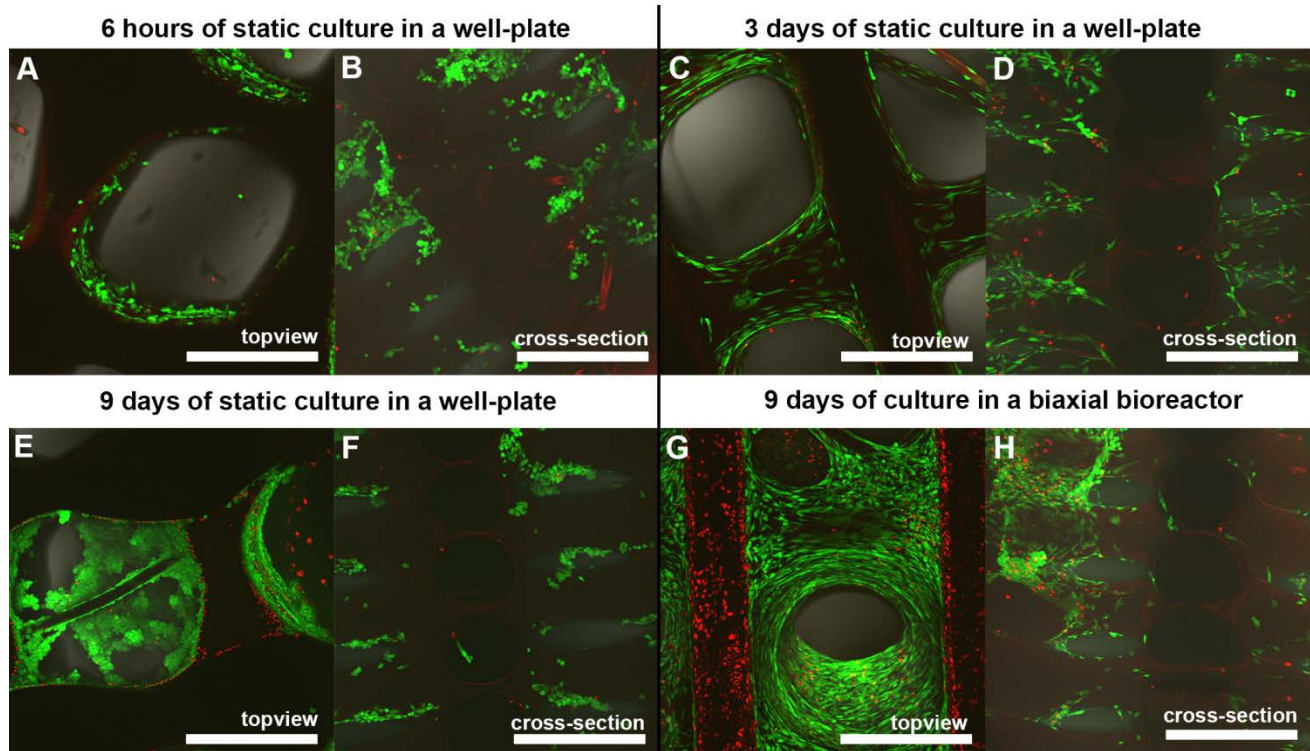 6 hours of static culture in a well-plate
3 days of static culture in a well-plate
A
B
C
D
topview
cross-section
topview
cross-section
9 days of static culture in a well-plate
9 days of culture in a biaxial bioreactor
E
F
G
H
topview
cross-section
topview
cross-section